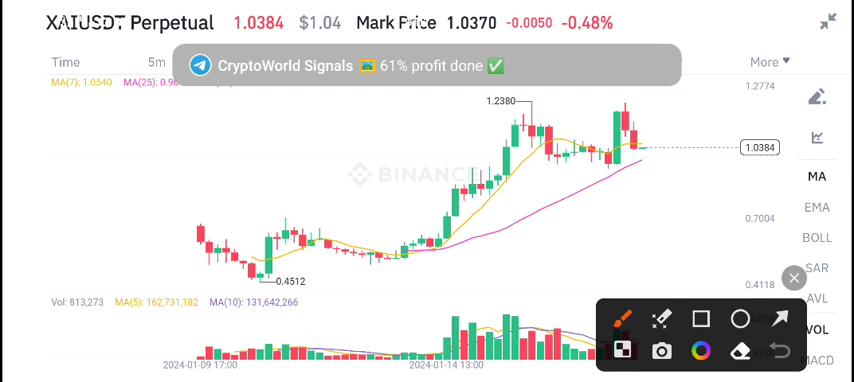 XAIUSDT Perpetual 1.0384 $1.04 Mark Price 1.0370 -0.0050 -0.48%
Time 5m More
CryptoWorld Signals 61% profit done
MA(7): 1.0540 MA(25): 0.98
1.2774
1.2380
1.0384
BINANCE
MA
EMA
0.7004
BOLL
SAR
0.4512
0.4118
AVL
Vol: 813,273 MA(5): 162,731,182 MA(10): 131,642,266
VOL
MACD
2024-01-09 17:00 2024-01-14 13:00